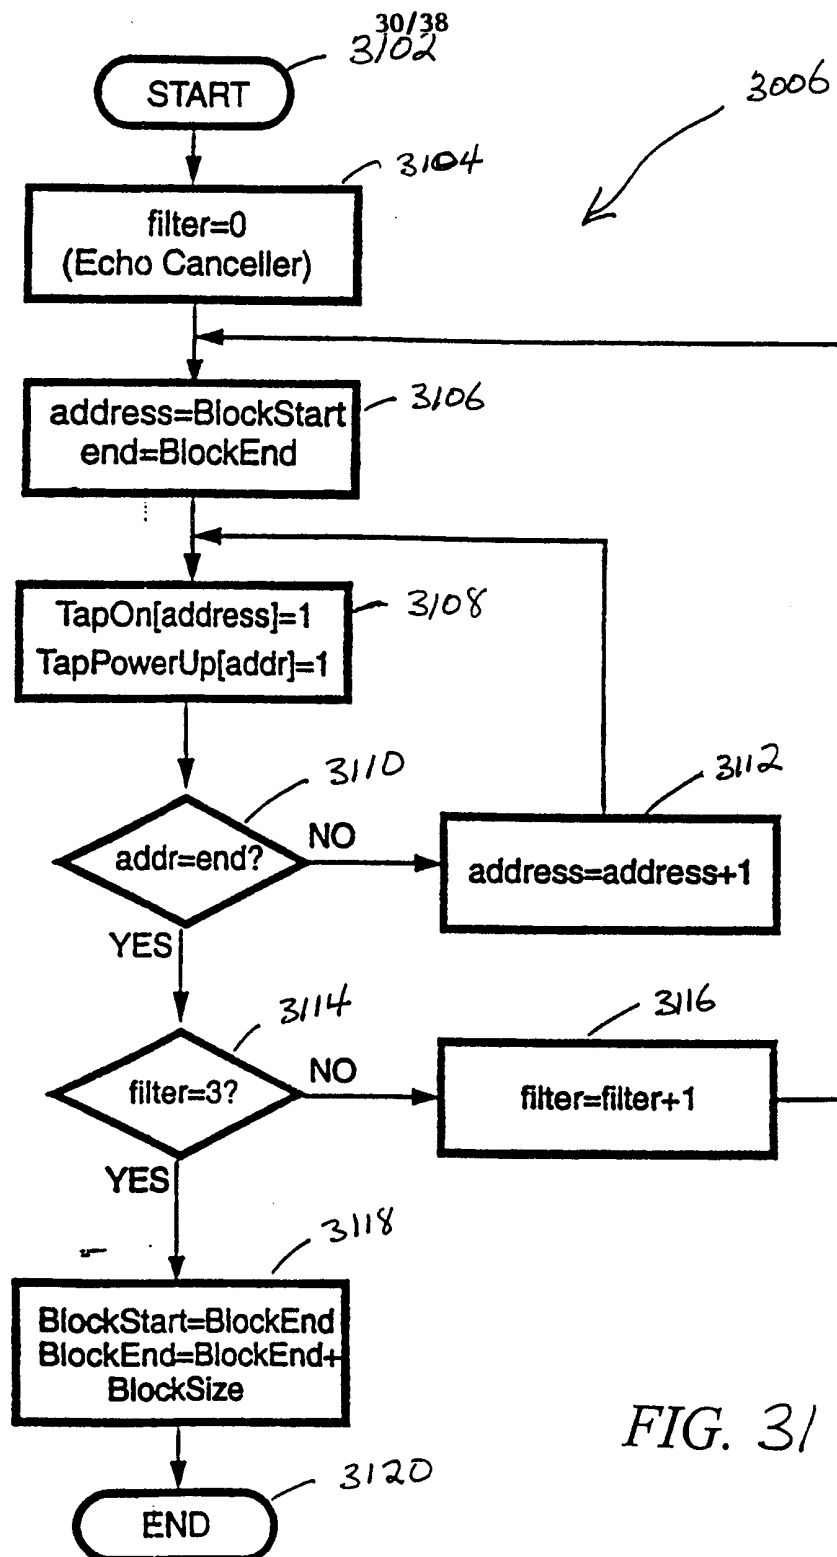 30/38
3102
START
3006
3104
filter=0
(Echo Canceller)
3106
address=BlockStart
end=BlockEnd
3108
TapOn[address]=1
TapPowerUp[addr]=1
3110
3112
addr=end?
NO
address=address+1
YES
3114
3116
filter=3?
NO
filter=filter+1
YES
3118
BlockStart=BlockEnd
BlockEnd=BlockEnd+
BlockSize
FIG. 31
3120
END